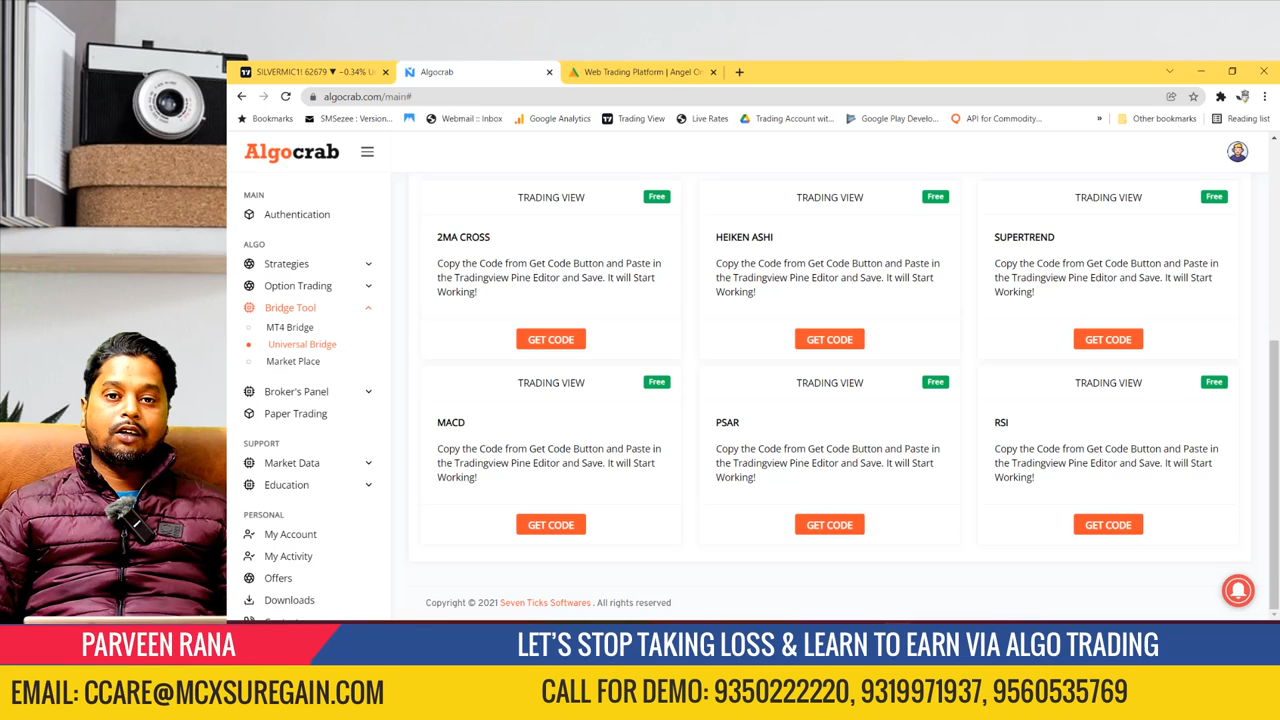 SILVERMIC1! 62679 ▼ −0.34% U
Algocrab
Web Trading Platform | Angel On
algocrab.com/main#
Bookmarks
SMSezee : Version...
Webmail :: Inbox
Google Analytics
Trading View
Live Rates
Trading Account wit...
Google Play Develo...
API for Commodity...
»
Other bookmarks
Reading list
Algocrab
MAIN
Authentication
ALGO
Strategies
Option Trading
Bridge Tool
MT4 Bridge
Universal Bridge
Market Place
Broker's Panel
Paper Trading
SUPPORT
Market Data
Education
PERSONAL
My Account
My Activity
Offers
Downloads
TRADING VIEW
Free
2MA CROSS
Copy the Code from Get Code Button and Paste in
the Tradingview Pine Editor and Save. It will Start
Working!
GET CODE
TRADING VIEW
Free
HEIKEN ASHI
Copy the Code from Get Code Button and Paste in
the Tradingview Pine Editor and Save. It will Start
Working!
GET CODE
TRADING VIEW
Free
SUPERTREND
Copy the Code from Get Code Button and Paste in
the Tradingview Pine Editor and Save. It will Start
Working!
GET CODE
TRADING VIEW
Free
MACD
Copy the Code from Get Code Button and Paste in
the Tradingview Pine Editor and Save. It will Start
Working!
GET CODE
TRADING VIEW
Free
PSAR
Copy the Code from Get Code Button and Paste in
the Tradingview Pine Editor and Save. It will Start
Working!
GET CODE
TRADING VIEW
Free
RSI
Copy the Code from Get Code Button and Paste in
the Tradingview Pine Editor and Save. It will Start
Working!
GET CODE
Copyright © 2021 Seven Ticks Softwares . All rights reserved
PARVEEN RANA
LET'S STOP TAKING LOSS & LEARN TO EARN VIA ALGO TRADING
EMAIL: CCARE@MCXSUREGAIN.COM
CALL FOR DEMO: 9350222220, 9319971937, 9560535769